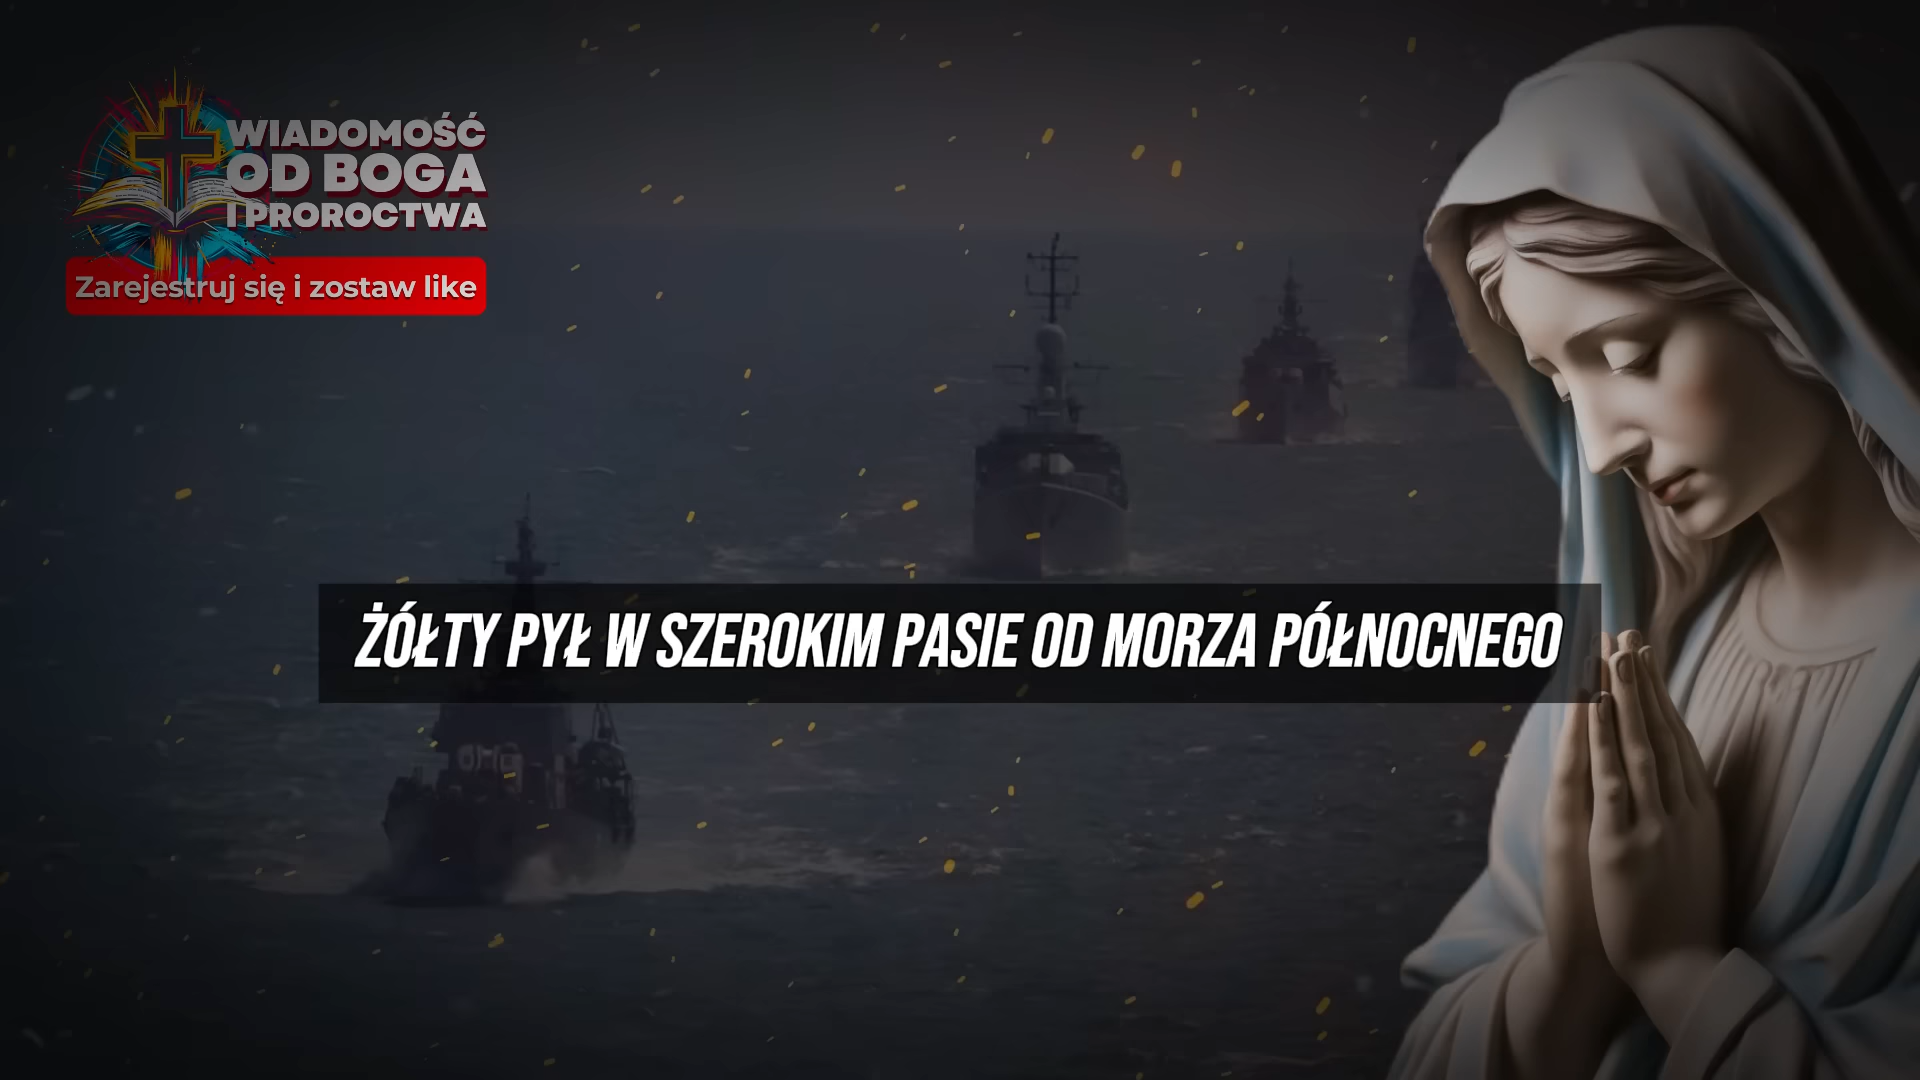 WIADOMOŚĆ
OD BOGA
I PROROCTWA
Zarejestruj się i zostaw like
ŻÓŁTY PYŁ W SZEROKIM PASIE OD MORZA PÓŁNOCNEGO